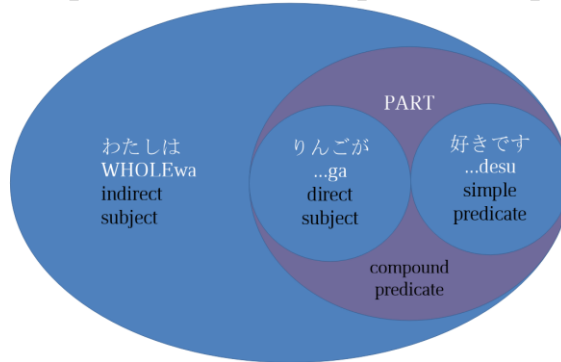 PART
わたしは
WHOLEwa
indirect
subject
りんごが
...ga
direct
subject
好きです
...desu
simple
predicate
compound
predicate